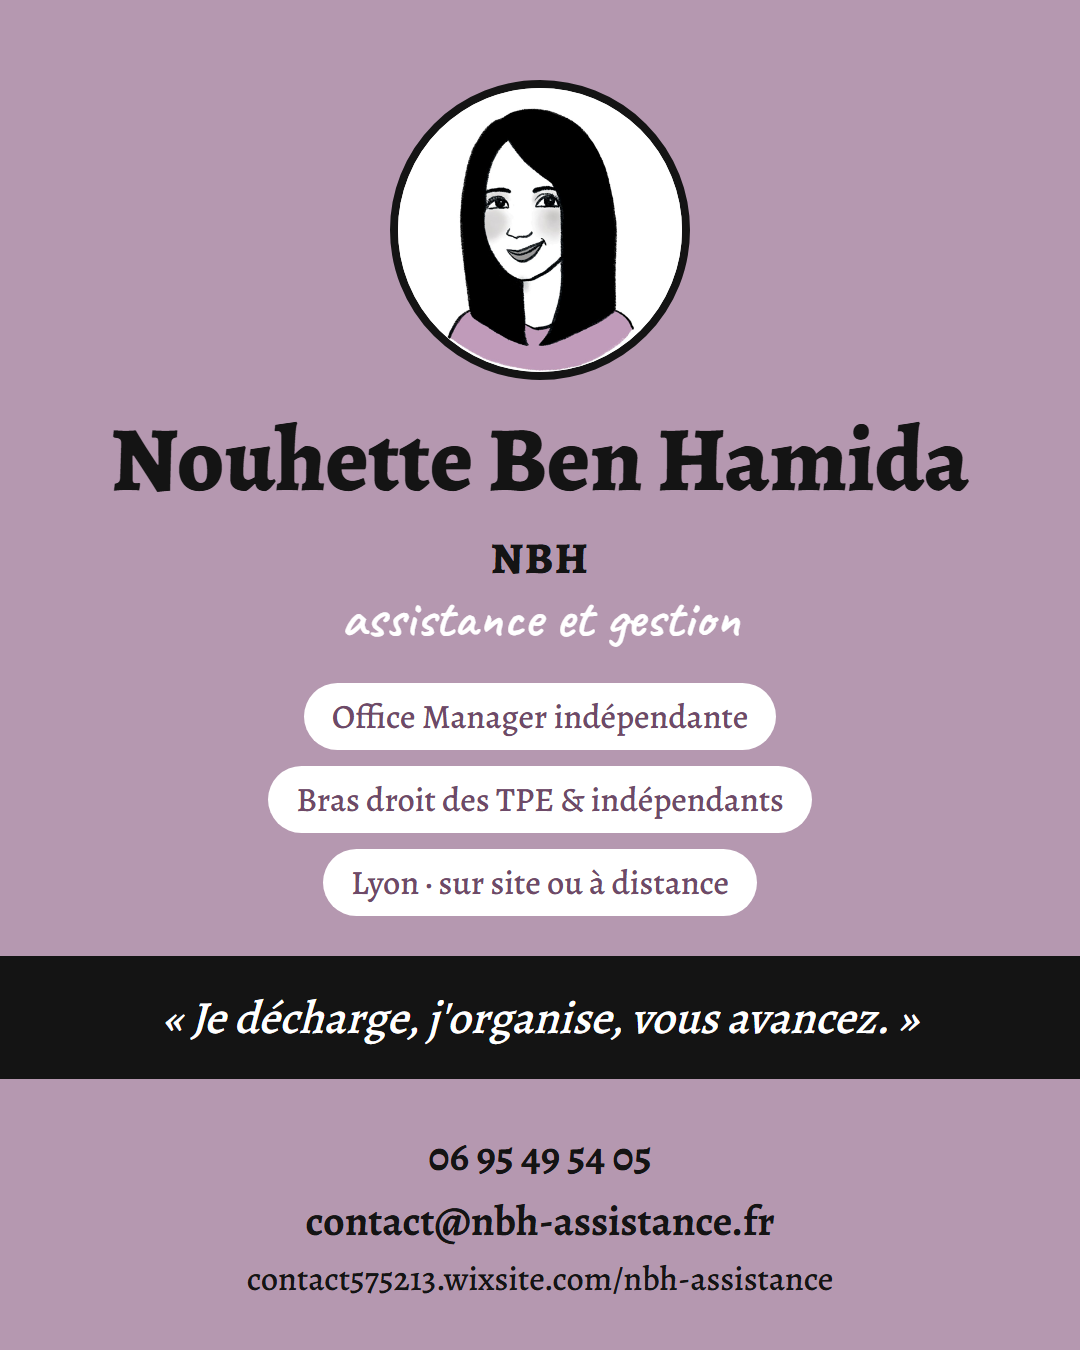 Nouhette Ben Hamida
NBH
assistance et gestion
Office Manager indépendante
Bras droit des TPE & indépendants
Lyon · sur site ou à distance
« Je décharge, j'organise, vous avancez. »
06 95 49 54 05
contact@nbh-assistance.fr
contact575213.wixsite.com/nbh-assistance